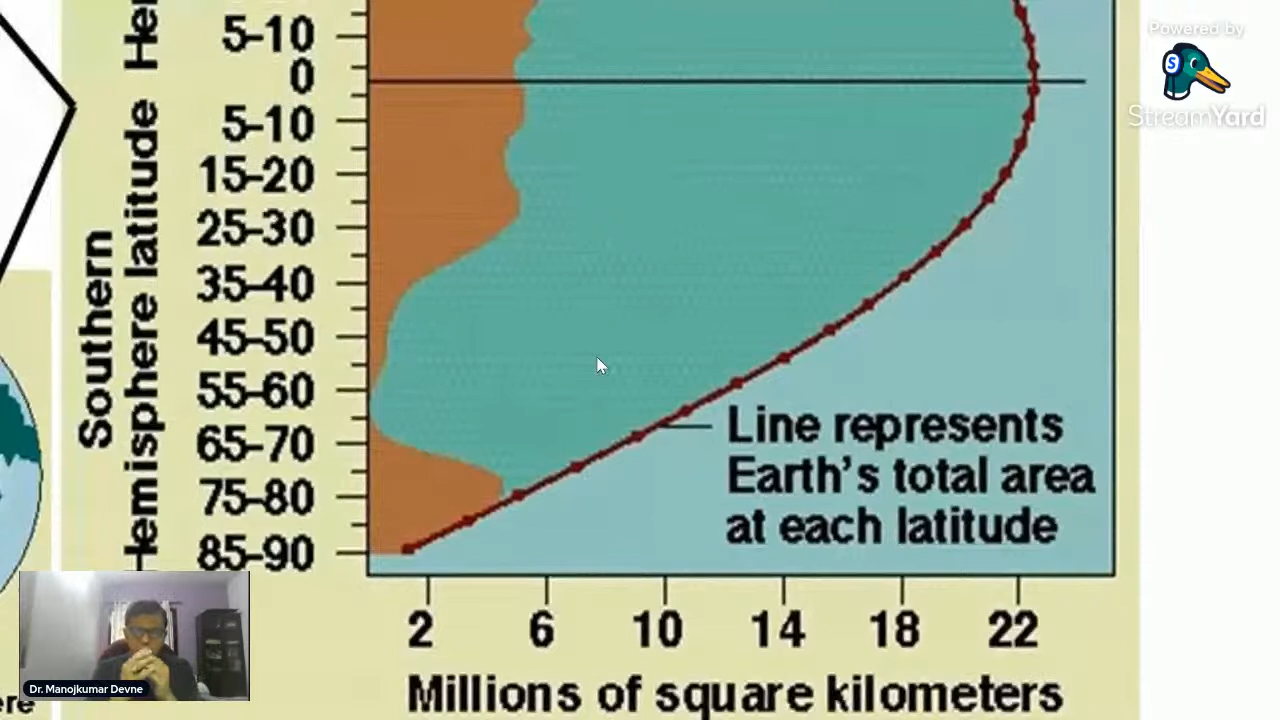 Powered by
StreamYard
Southern
Hemisphere latitude
5-10
0
5-10
15-20
25-30
35-40
45-50
55-60
65-70
75-80
85-90
Line represents
Earth's total area
at each latitude
2 6 10 14 18 22
Millions of square kilometers
Dr. Manojkumar Devne